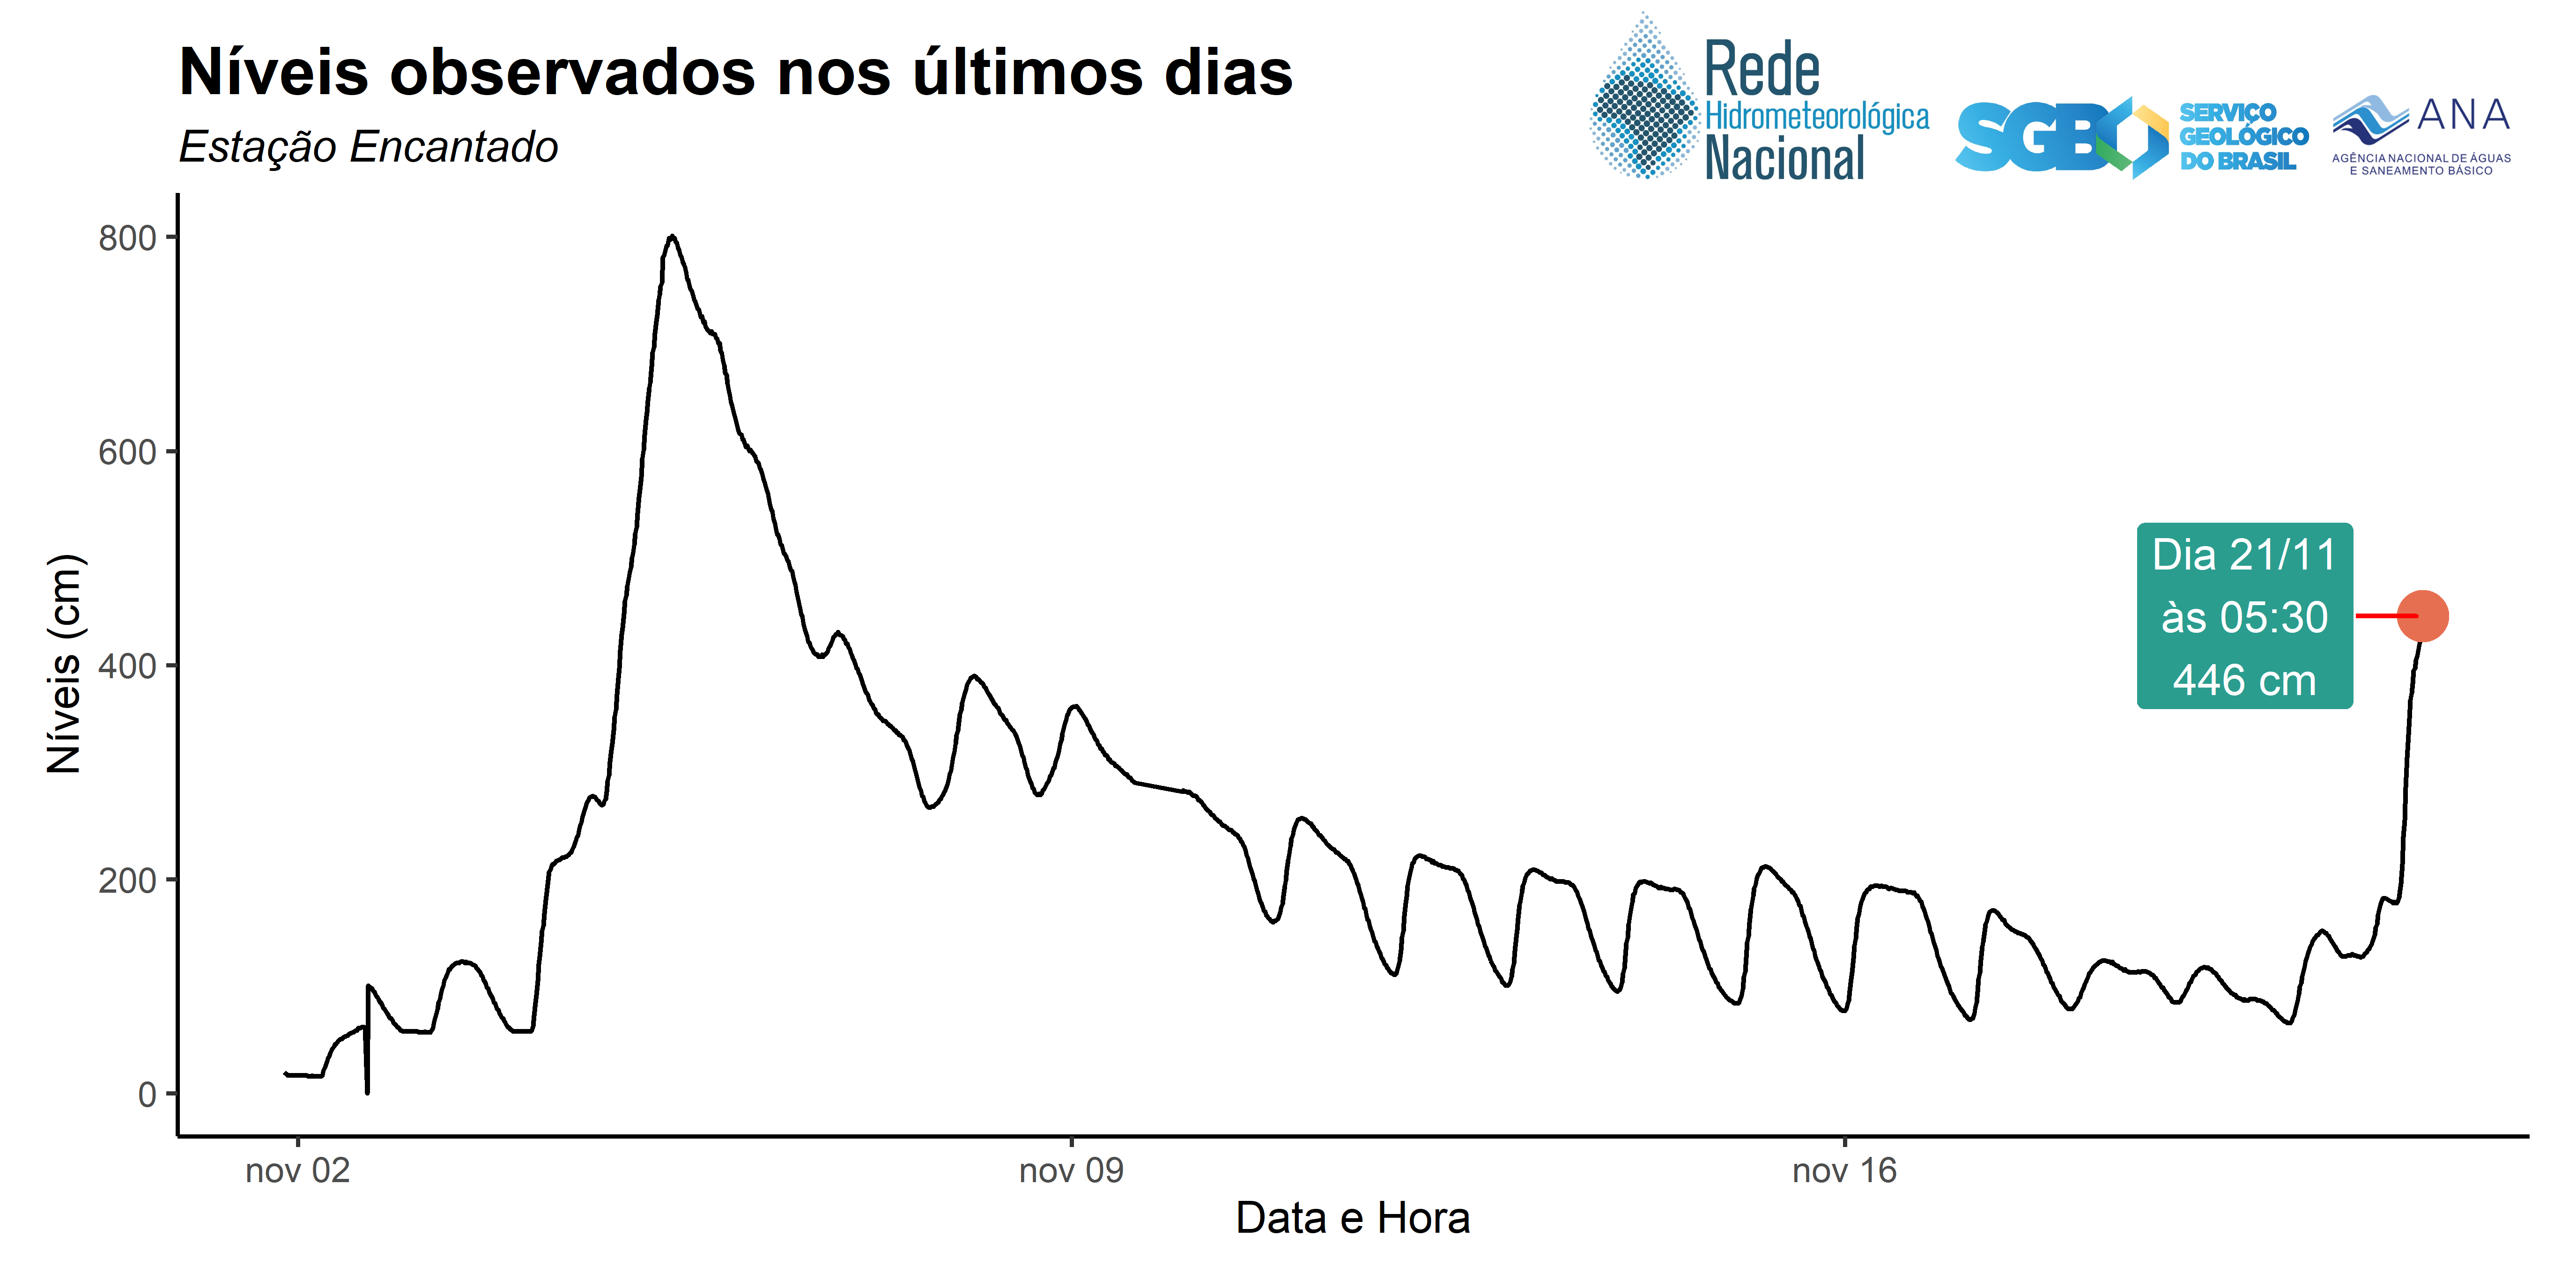 Níveis observados nos últimos dias
Estação Encantado
Rede
Hidrometeorológica
Nacional
SGB
SERVIÇO
GEOLÓGICO
DO BRASIL
ANA
AGÊNCIA NACIONAL DE ÁGUAS
E SANEAMENTO BÁSICO
Níveis (cm)
800
600
400
200
0
Dia 21/11
às 05:30
446 cm
nov 02
nov 09
nov 16
Data e Hora